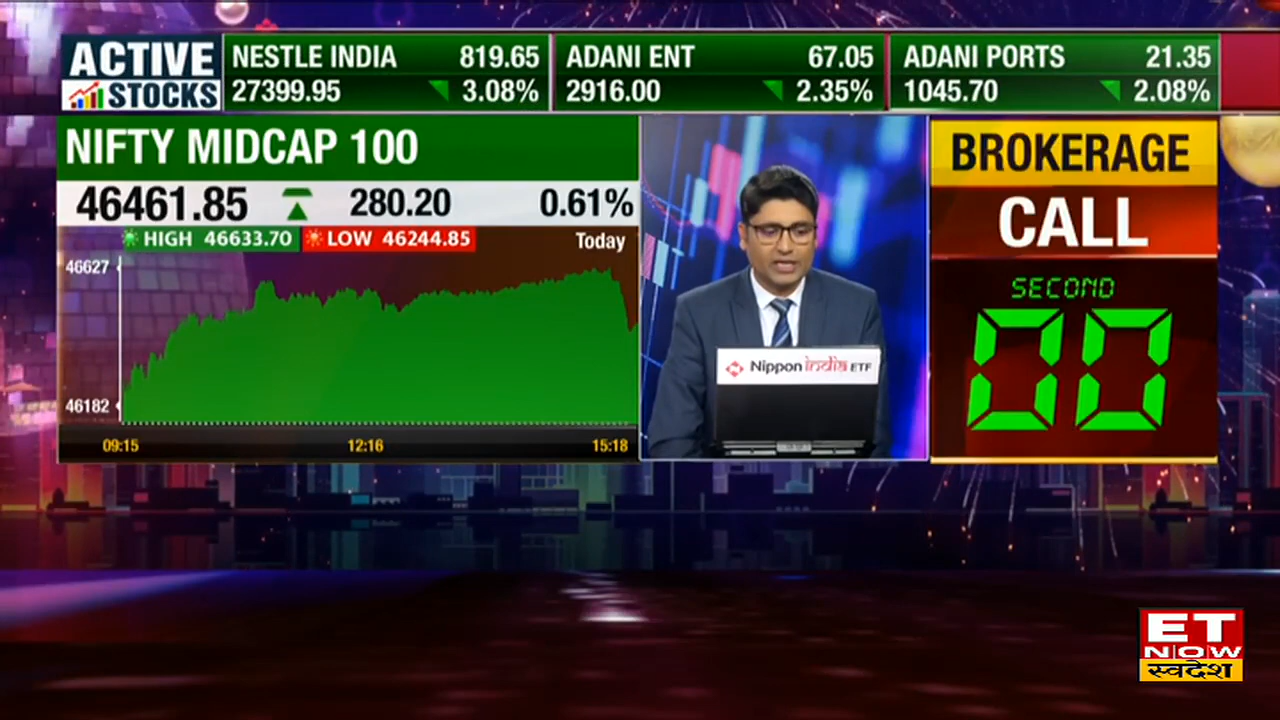 ACTIVE
STOCKS
NESTLE INDIA 819.65
27399.95 3.08%
ADANI ENT 67.05
2916.00 2.35%
ADANI PORTS 21.35
1045.70 2.08%
NIFTY MIDCAP 100
46461.85 280.20 0.61%
HIGH 46633.70 LOW 46244.85 Today
46627
46182
09:15 12:16 15:18
Nippon india ETF
BROKERAGE
CALL
SECOND
00
ET
NOW
स्वदेश